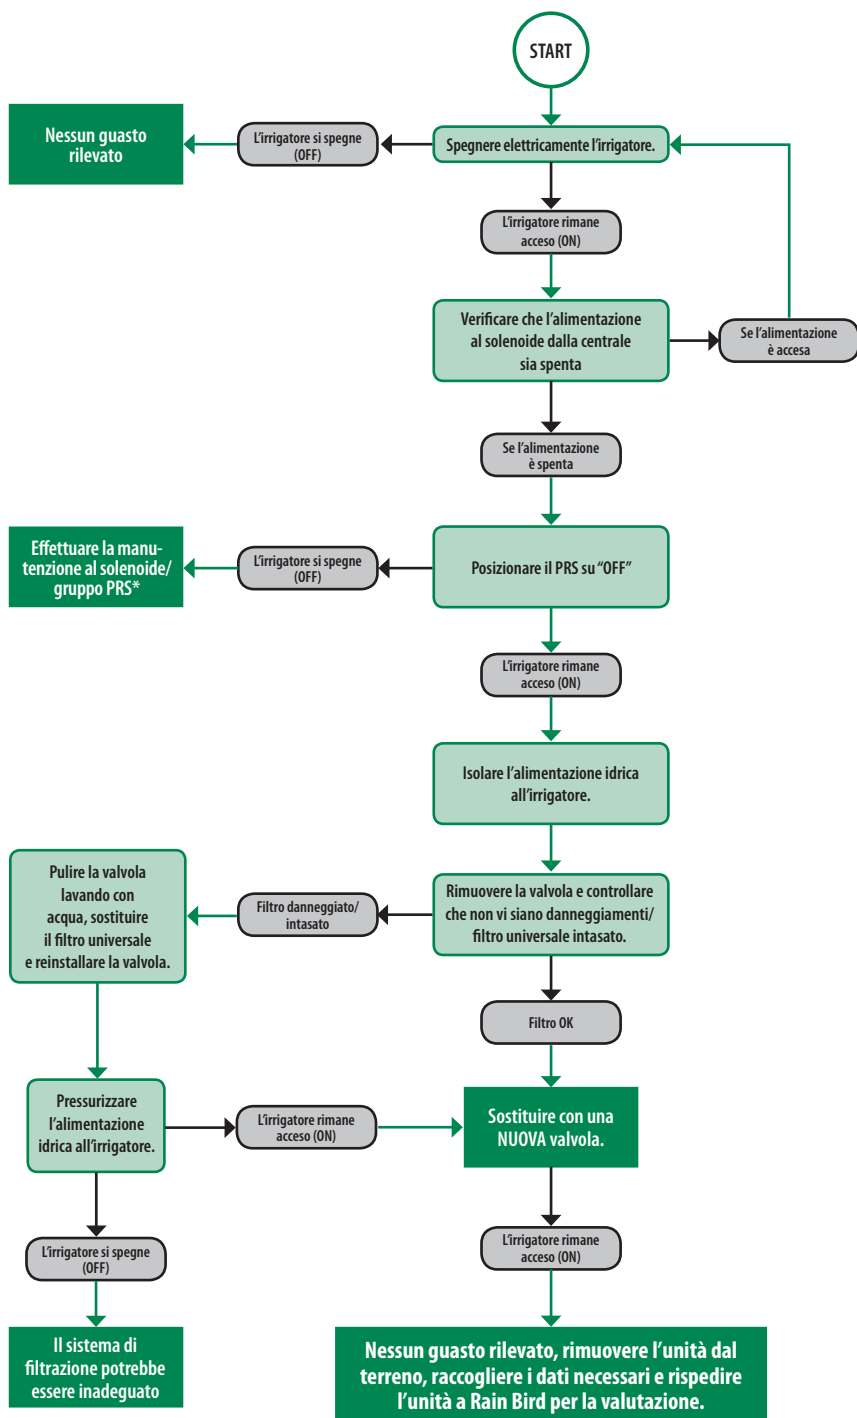 START
Nessun guasto
rilevato
L'irrigatore si spegne
(OFF)
Spegnere elettricamente l'irrigatore.
L'irrigatore rimane
acceso (ON)
Verificare che l'alimentazione
al solenoide dalla centrale
sia spenta
Se l'alimentazione
è accesa
Se l'alimentazione
è spenta
Effettuare la manu-
tenzione al solenoide/
gruppo PRS*
L'irrigatore si spegne
(OFF)
Posizionare il PRS su "OFF"
L'irrigatore rimane
acceso (ON)
Isolare l'alimentazione idrica
all'irrigatore.
Pulire la valvola
lavando con
acqua, sostituire
il filtro universale
e reinstallare la valvola.
Filtro danneggiato/
intasato
Rimuovere la valvola e controllare
che non vi siano danneggiamenti/
filtro universale intasato.
Filtro OK
Pressurizzare
l'alimentazione
idrica all'irrigatore.
L'irrigatore rimane
acceso (ON)
Sostituire con una
NUOVA valvola.
L'irrigatore si spegne
(OFF)
L'irrigatore rimane
acceso (ON)
Il sistema di
filtrazione potrebbe
essere inadeguato
Nessun guasto rilevato, rimuovere l'unità dal
terreno, raccogliere i dati necessari e rispedire
l'unità a Rain Bird per la valutazione.